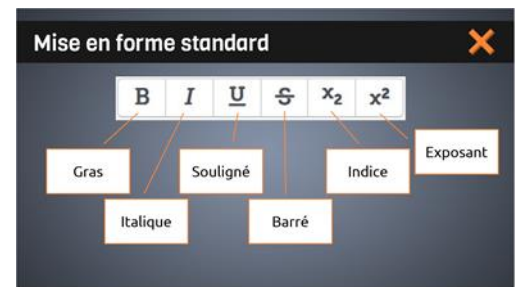 Mise en forme standard
B I U S x₂ x²
Gras
Souligné
Indice
Exposant
Italique
Barré